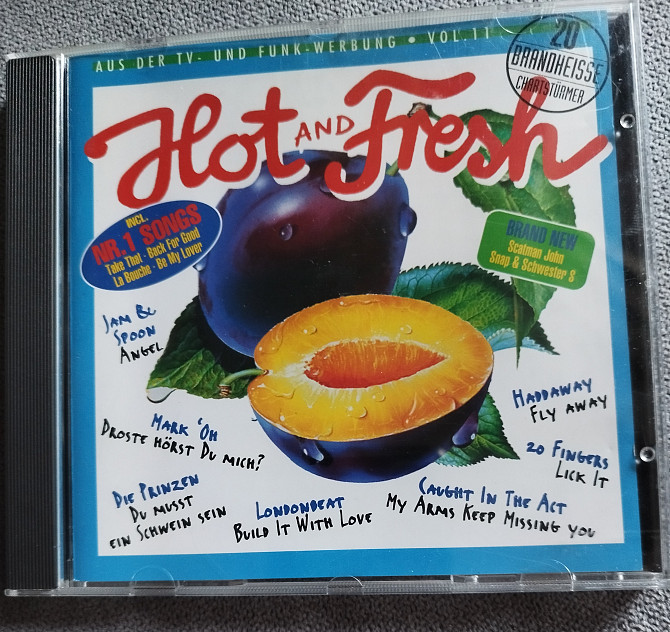 AUS DER TV- UND FUNK-WERBUNG • VOL. 11
20
BRANDHEISSE
CHARTSTÜRMER
Hot AND Fresh
INCL.
NR. 1 SONGS
Take That · Back For Good
La Bouche · Be My Lover
BRAND NEW
Scatman John
Snap & Schwester S
JAM &
SPOON
ANGEL
HADDAWAY
FLY AWAY
MARK 'OH
DROSTE HÖRST DU MICH?
20 FINGERS
LICK IT
DIE PRINZEN
DU MUSST
EIN SCHWEIN SEIN
LONDONBEAT
BUILD IT WITH LOVE
CAUGHT IN THE ACT
MY ARMS KEEP MISSING YOU